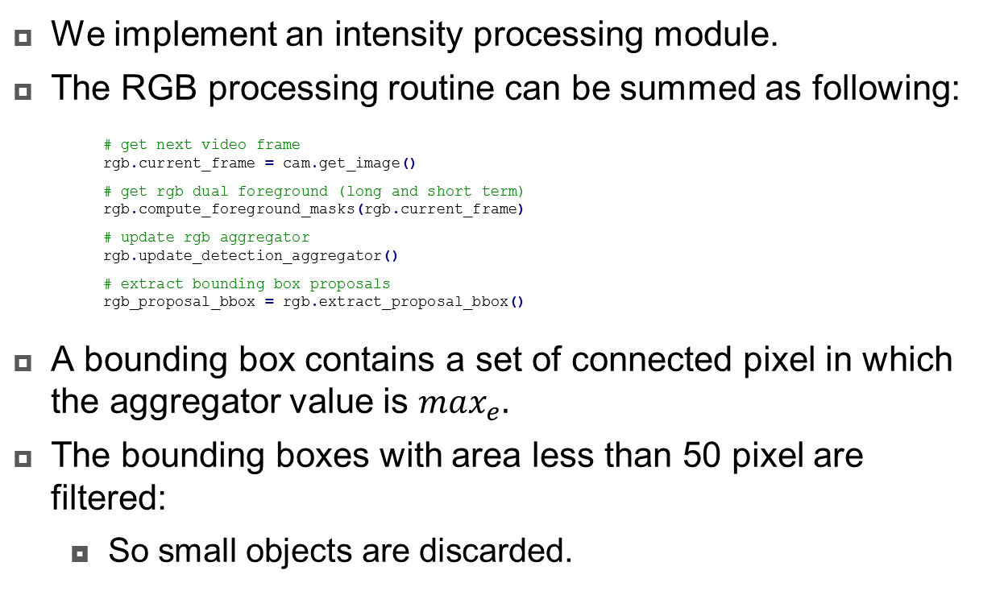 We implement an intensity processing module.
The RGB processing routine can be summed as following:
# get next video frame
rgb.current_frame = cam.get_image()
# get rgb dual foreground (long and short term)
rgb.compute_foreground_masks(rgb.current_frame)
# update rgb aggregator
rgb.update_detection_aggregator()
# extract bounding box proposals
rgb_proposal_bbox = rgb.extract_proposal_bbox()
A bounding box contains a set of connected pixel in which
the aggregator value is 𝑚𝑎𝑥ₑ.
The bounding boxes with area less than 50 pixel are
filtered:
So small objects are discarded.